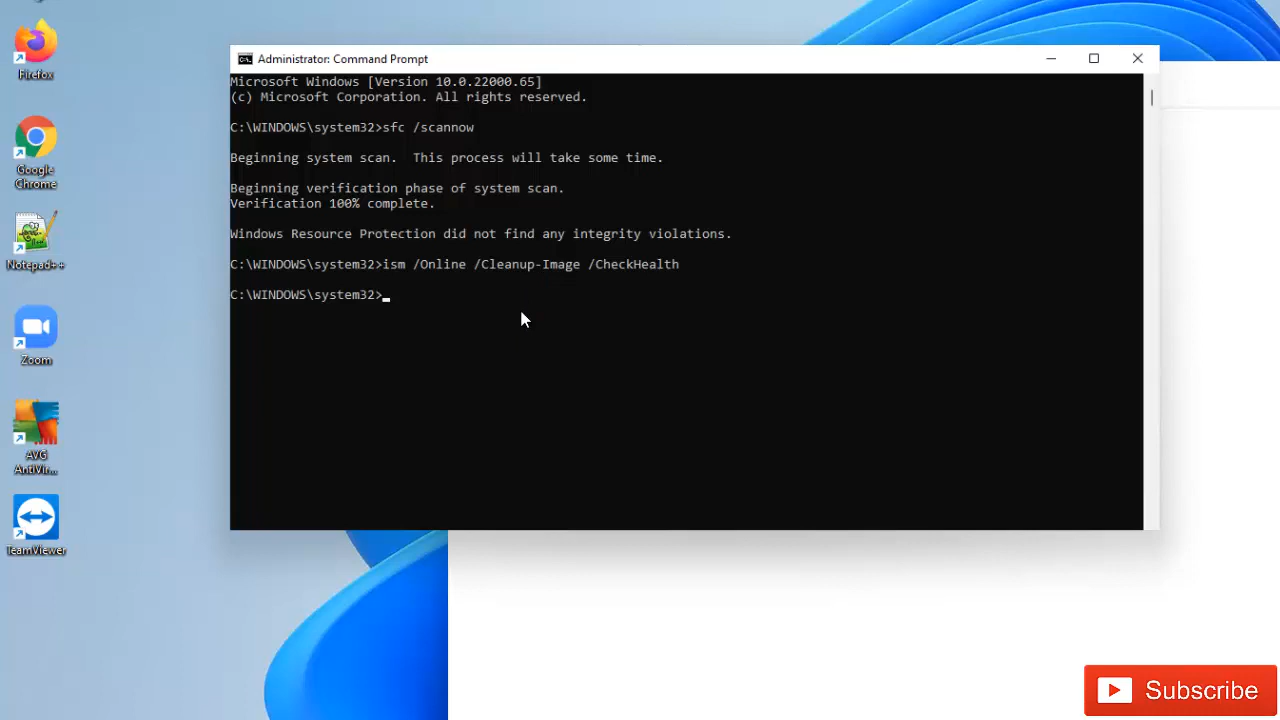 Firefox
Google
Chrome
Notepad++
Zoom
AVG
AntiVir...
TeamViewer
Administrator: Command Prompt
Microsoft Windows [Version 10.0.22000.65]
(c) Microsoft Corporation. All rights reserved.
C:\WINDOWS\system32>sfc /scannow
Beginning system scan.  This process will take some time.
Beginning verification phase of system scan.
Verification 100% complete.
Windows Resource Protection did not find any integrity violations.
C:\WINDOWS\system32>ism /Online /Cleanup-Image /CheckHealth
C:\WINDOWS\system32>
Subscribe